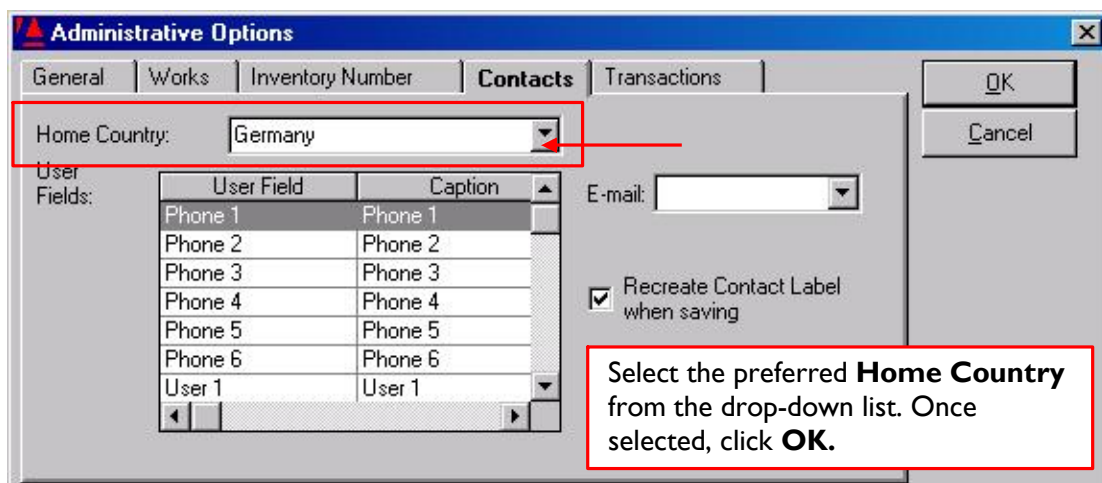 Administrative Options
General Works Inventory Number Contacts Transactions
OK
Cancel
Home Country: Germany
User
Fields:
User Field Caption
Phone 1 Phone 1
Phone 2 Phone 2
Phone 3 Phone 3
Phone 4 Phone 4
Phone 5 Phone 5
Phone 6 Phone 6
User 1 User 1
E-mail:
Recreate Contact Label
when saving
Select the preferred Home Country
from the drop-down list. Once
selected, click OK.